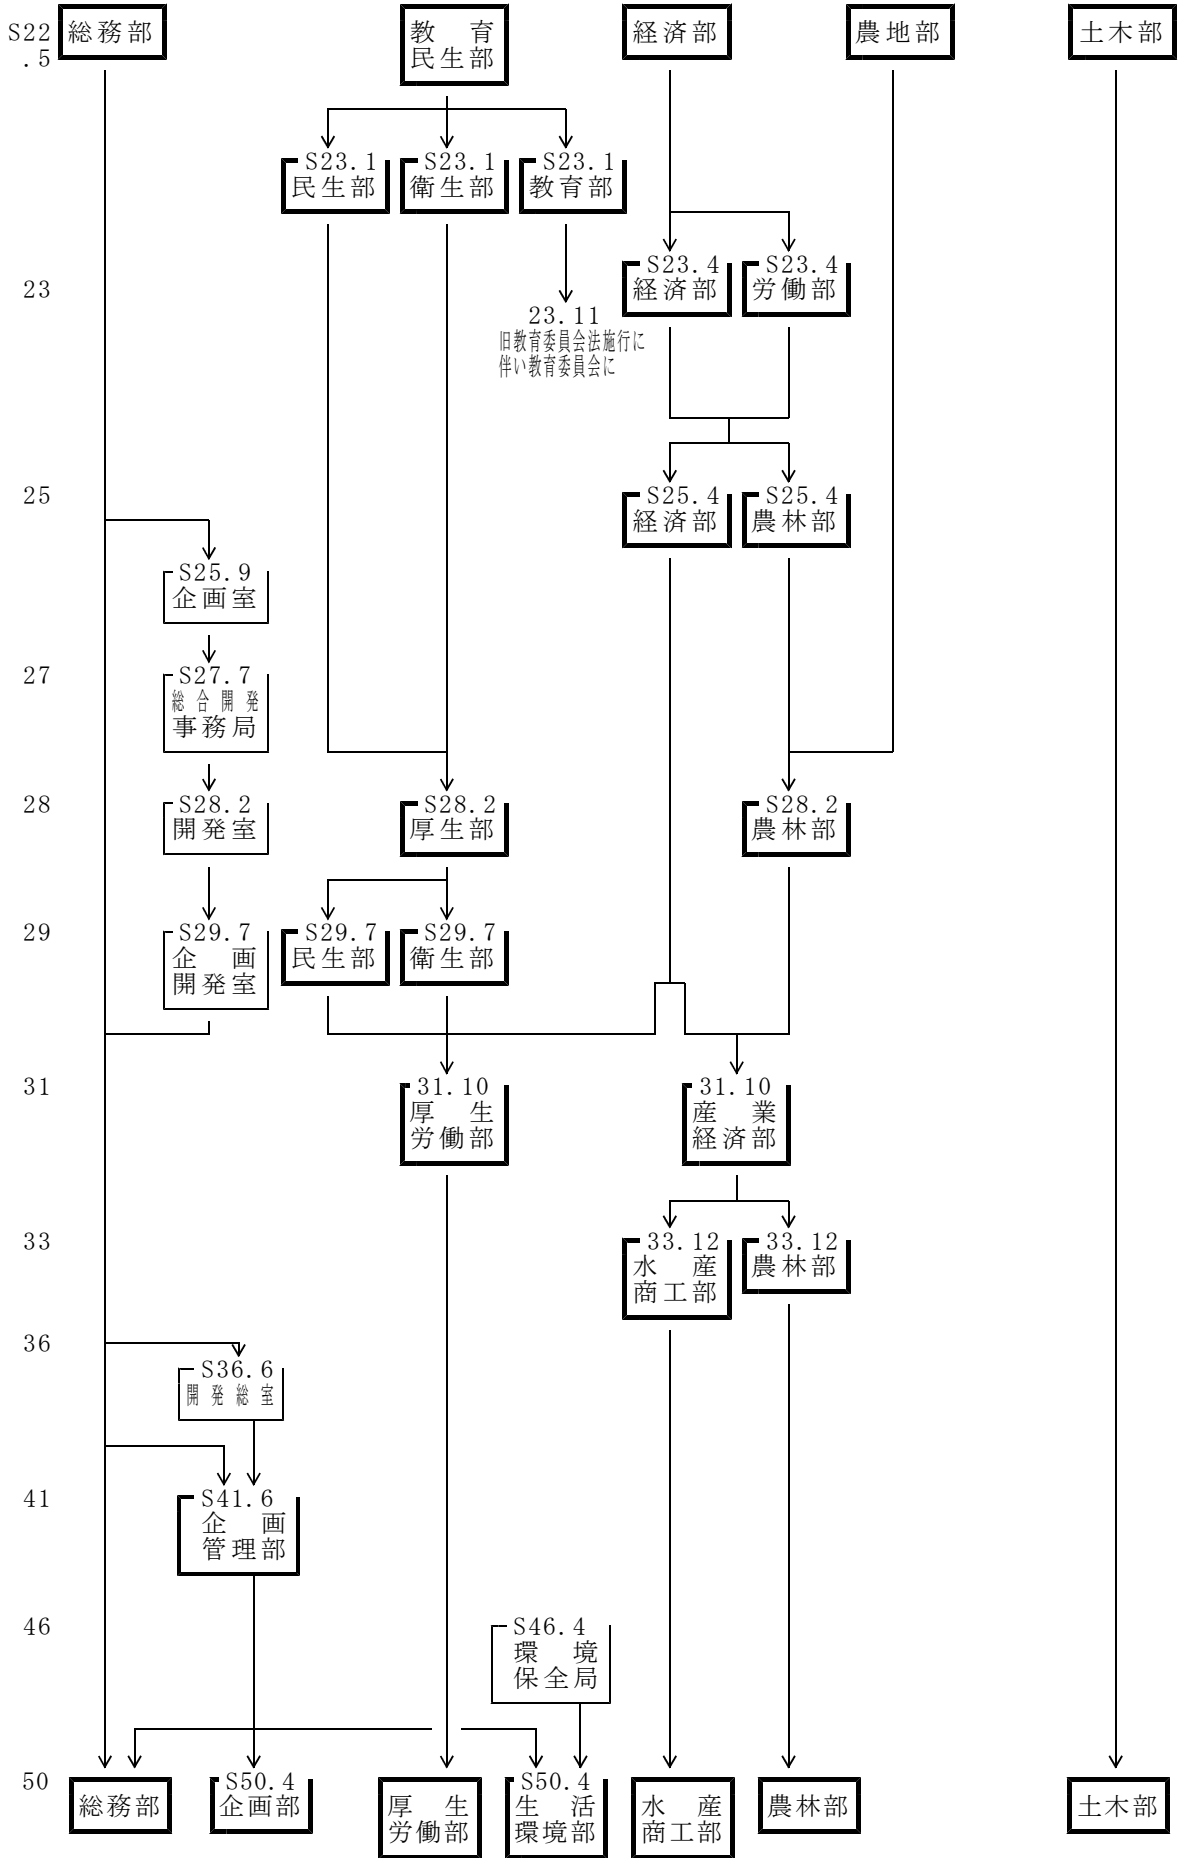 S22
.5
総務部
教　育
民生部
経済部
農地部
土木部
S23.1
民生部
S23.1
衛生部
S23.1
教育部
23
S23.4
経済部
S23.4
労働部
23.11
旧教育委員会法施行に
伴い教育委員会に
25
S25.4
経済部
S25.4
農林部
S25.9
企画室
27
S27.7
総合開発
事務局
28
S28.2
開発室
S28.2
厚生部
S28.2
農林部
29
S29.7
企　画
開発室
S29.7
民生部
S29.7
衛生部
31
31.10
厚　生
労働部
31.10
産　業
経済部
33
33.12
水　産
商工部
33.12
農林部
36
S36.6
開発総室
41
S41.6
企　画
管理部
46
S46.4
環　境
保全局
50
総務部
S50.4
企画部
厚　生
労働部
S50.4
生　活
環境部
水　産
商工部
農林部
土木部